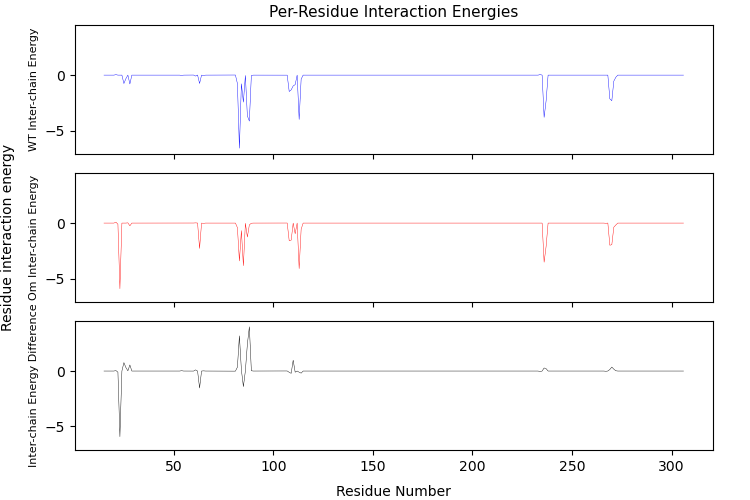 Per-Residue Interaction Energies
Residue interaction energy
WT Inter-chain Energy
0
−5
Om Inter-chain Energy
0
−5
Inter-chain Energy Difference
0
−5
50
100
150
200
250
300
Residue Number